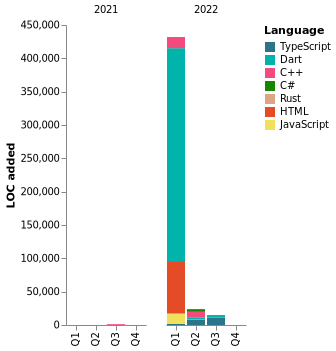 2021 2022
Language
TypeScript
Dart
C++
C#
Rust
HTML
JavaScript
LOC added
450,000
400,000
350,000
300,000
250,000
200,000
150,000
100,000
50,000
0
Q1 Q2 Q3 Q4 Q1 Q2 Q3 Q4